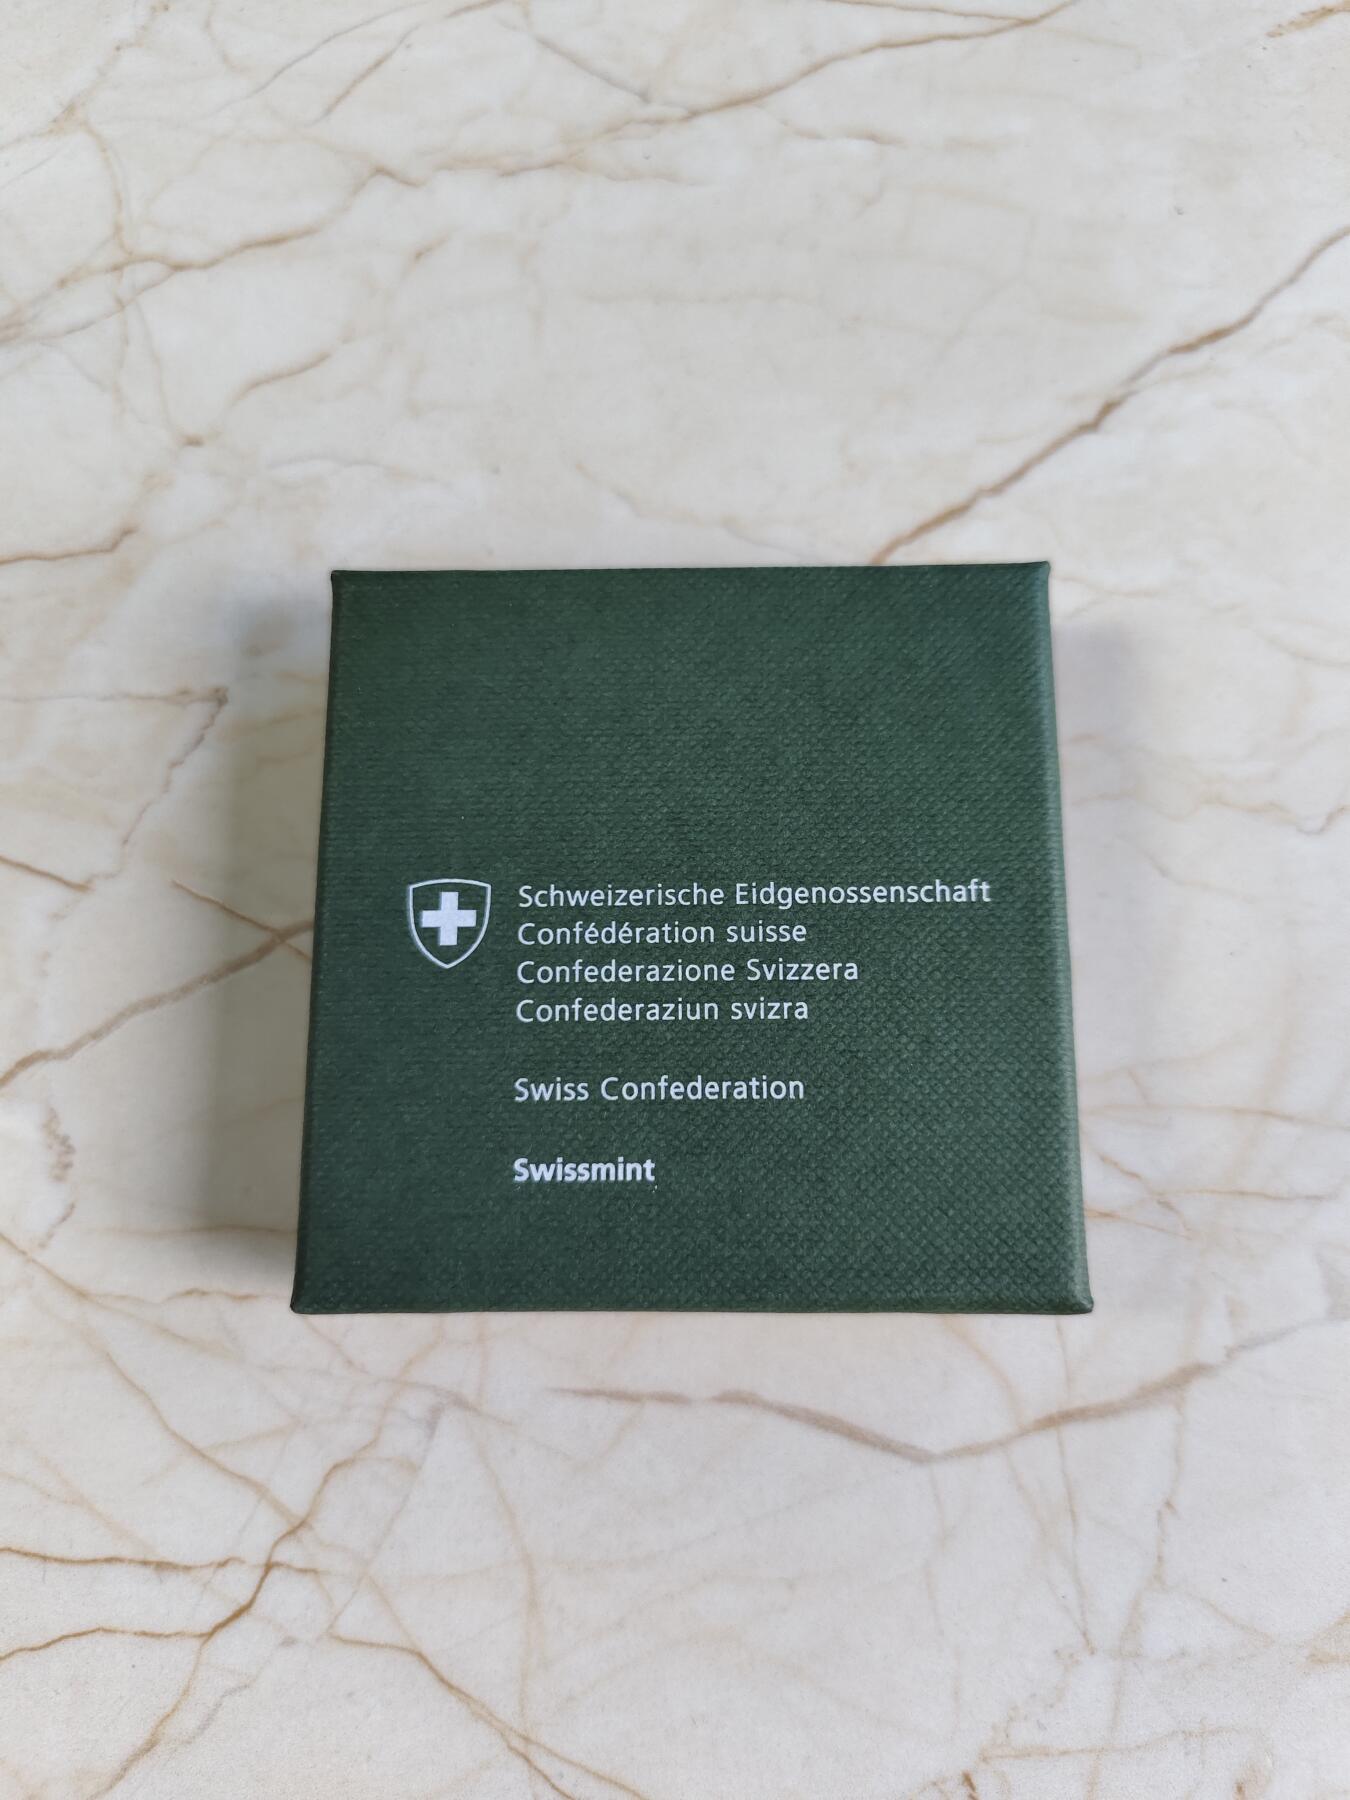 Schweizerische Eidgenossenschaft
Confédération suisse
Confederazione Svizzera
Confederaziun svizra
Swiss Confederation
Swissmint